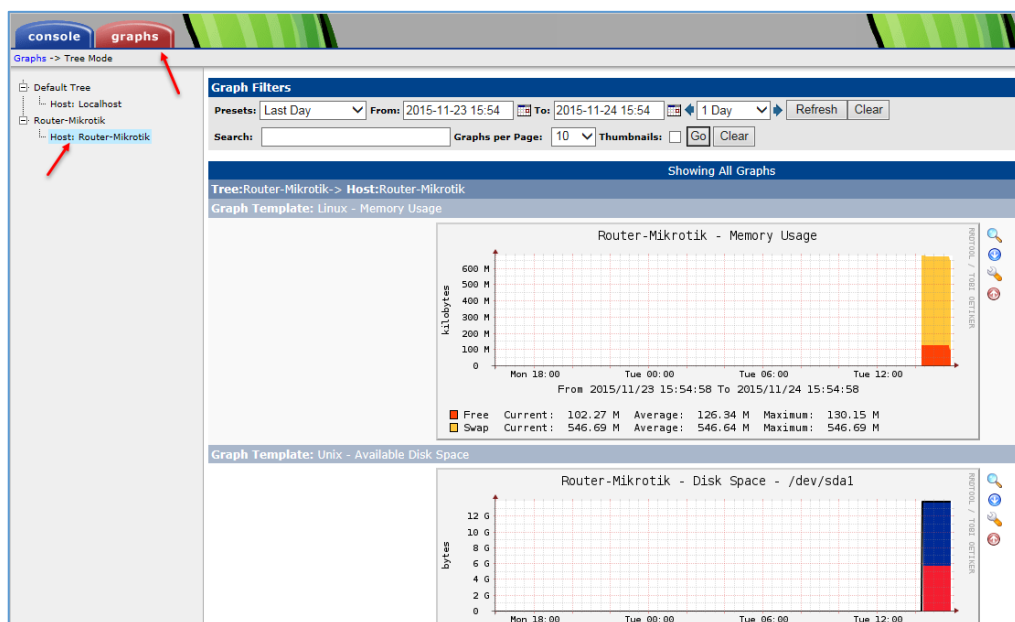 console graphs
Graphs -> Tree Mode
Default Tree
Host: Localhost
Router-Mikrotik
Host: Router-Mikrotik
Graph Filters
Presets: Last Day From: 2015-11-23 15:54 To: 2015-11-24 15:54 1 Day Refresh Clear
Search: Graphs per Page: 10 Thumbnails: Go Clear
Showing All Graphs
Tree:Router-Mikrotik-> Host:Router-Mikrotik
Graph Template: Linux - Memory Usage
Router-Mikrotik - Memory Usage
RRDTOOL / TOBI OETIKER
kilobytes
600 M
500 M
400 M
300 M
200 M
100 M
0
Mon 18:00 Tue 00:00 Tue 06:00 Tue 12:00
From 2015/11/23 15:54:58 To 2015/11/24 15:54:58
Free Current: 102.27 M Average: 126.34 M Maximum: 130.15 M
Swap Current: 546.69 M Average: 546.64 M Maximum: 546.69 M
Graph Template: Unix - Available Disk Space
Router-Mikrotik - Disk Space - /dev/sda1
RRDTOOL / TOBI OETIKER
bytes
12 G
10 G
8 G
6 G
4 G
2 G
0
Mon 18:00 Tue 00:00 Tue 06:00 Tue 12:00